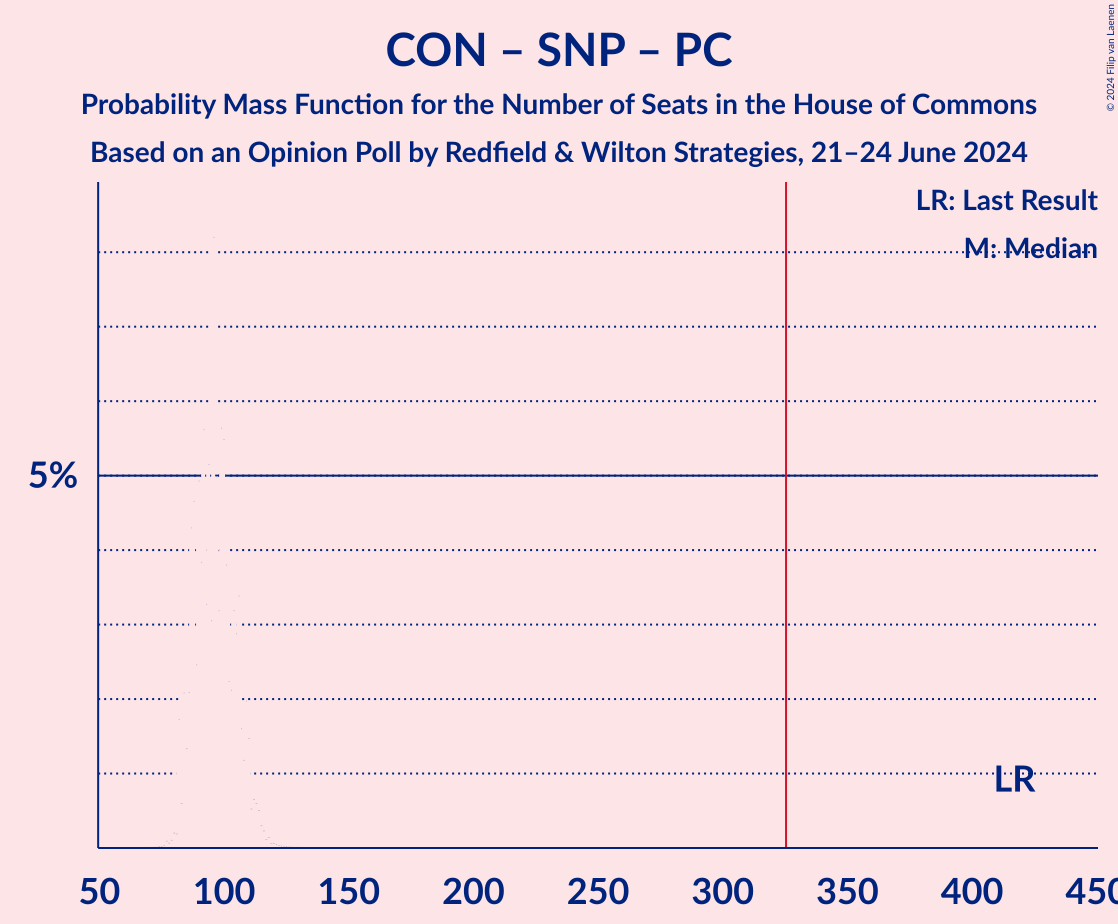 CON – SNP – PC
Probability Mass Function for the Number of Seats in the House of Commons
Based on an Opinion Poll by Redfield & Wilton Strategies, 21–24 June 2024
© 2024 Filip van Laenen
LR: Last Result
M: Median
5%
LR
50 100 150 200 250 300 350 400 450